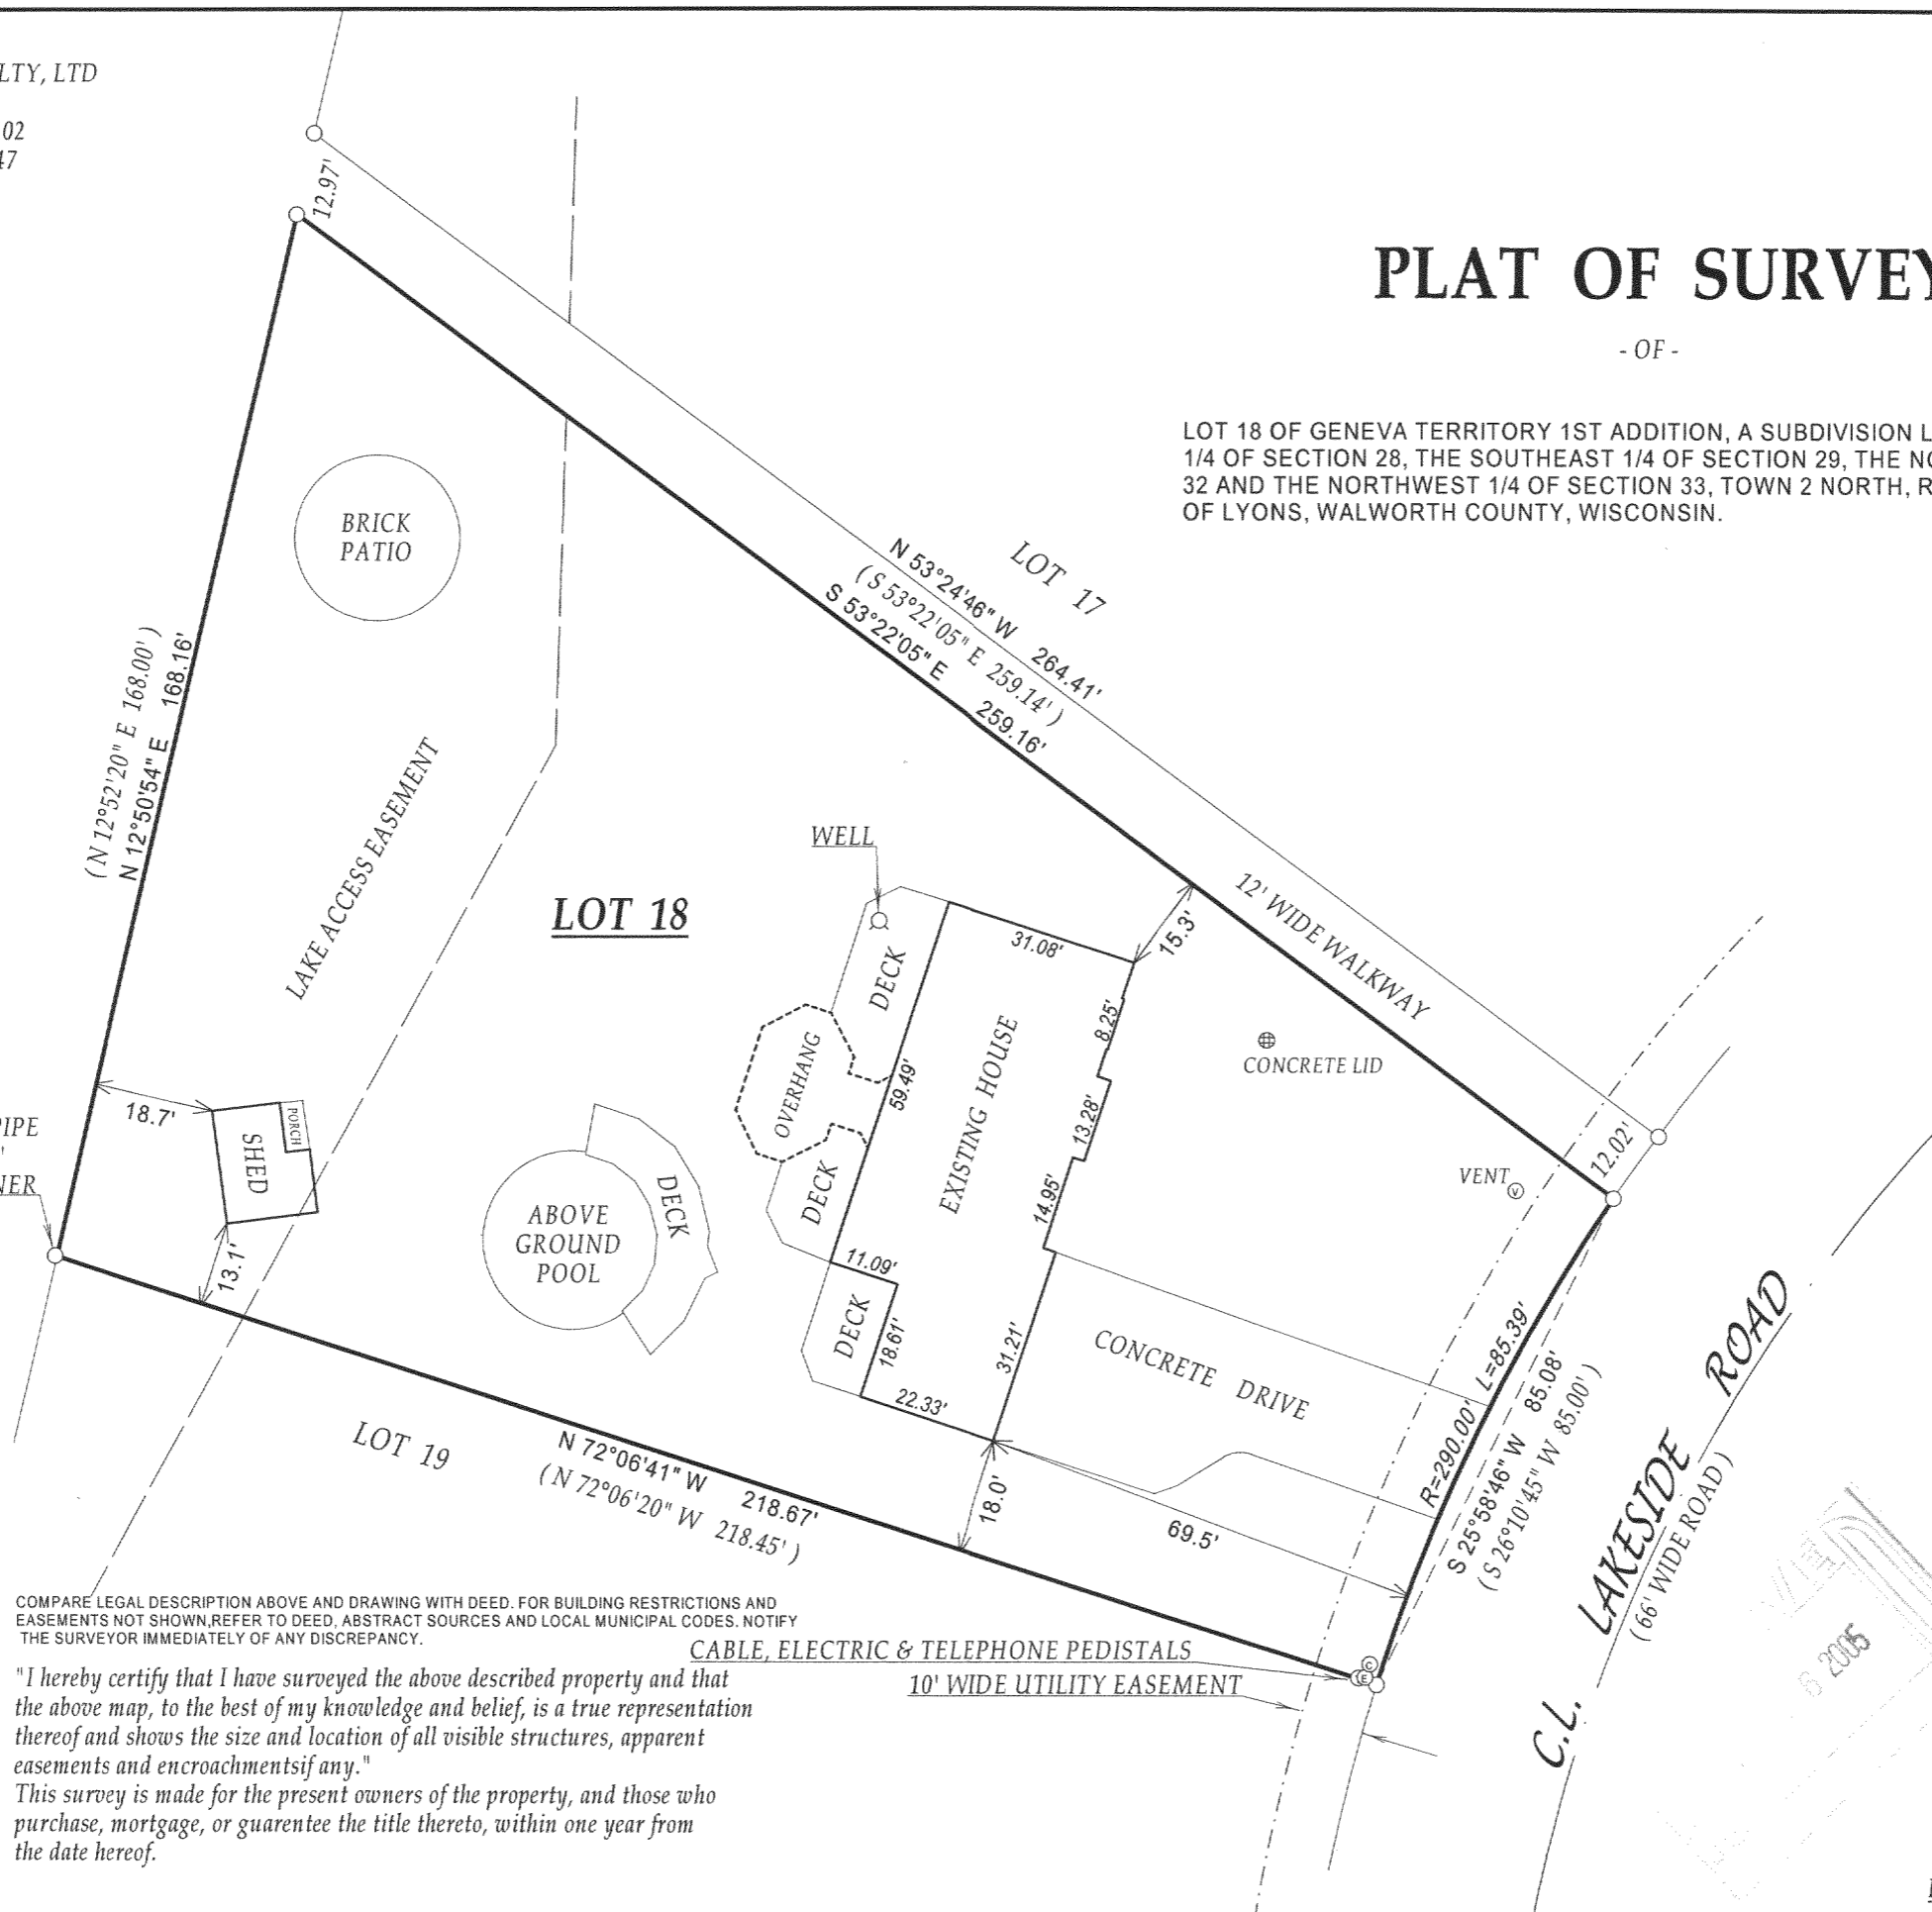 LTY, LTD
02
47
12.97'
PLAT OF SURVEY
- OF -
LOT 18 OF GENEVA TERRITORY 1ST ADDITION, A SUBDIVISION L
1/4 OF SECTION 28, THE SOUTHEAST 1/4 OF SECTION 29, THE NO
32 AND THE NORTHWEST 1/4 OF SECTION 33, TOWN 2 NORTH, R
OF LYONS, WALWORTH COUNTY, WISCONSIN.
BRICK
PATIO
LOT 17
N 53°24'46" W 264.41'
( S 53°22'05" E 259.14' )
S 53°22'05" E 259.16'
( N 12°52'20" E 168.00' )
N 12°50'54" E 168.16'
LAKE ACCESS EASEMENT
WELL
LOT 18
31.08'
15.3'
12' WIDE WALKWAY
DECK
OVERHANG
59.49'
EXISTING HOUSE
8.25'
13.28'
14.95'
CONCRETE LID
PIPE
'
NER
18.7'
PORCH
SHED
13.1'
ABOVE
GROUND
POOL
DECK
DECK
11.09'
DECK
18.61'
31.21'
22.33'
VENT
V
12.02'
CONCRETE DRIVE
R=290.00' L=85.39'
S 25°58'46" W 85.08'
( S 26°10'45" W 85.00' )
LAKESIDE ROAD
( 66' WIDE ROAD )
C.L.
LOT 19
N 72°06'41" W 218.67'
( N 72°06'20" W 218.45' )
18.0'
69.5'
COMPARE LEGAL DESCRIPTION ABOVE AND DRAWING WITH DEED. FOR BUILDING RESTRICTIONS AND
EASEMENTS NOT SHOWN,REFER TO DEED, ABSTRACT SOURCES AND LOCAL MUNICIPAL CODES. NOTIFY
THE SURVEYOR IMMEDIATELY OF ANY DISCREPANCY.
CABLE, ELECTRIC & TELEPHONE PEDISTALS
C
E
10' WIDE UTILITY EASEMENT
"I hereby certify that I have surveyed the above described property and that
the above map, to the best of my knowledge and belief, is a true representation
thereof and shows the size and location of all visible structures, apparent
easements and encroachmentsif any."
This survey is made for the present owners of the property, and those who
purchase, mortgage, or guarentee the title thereto, within one year from
the date hereof.
6 2005